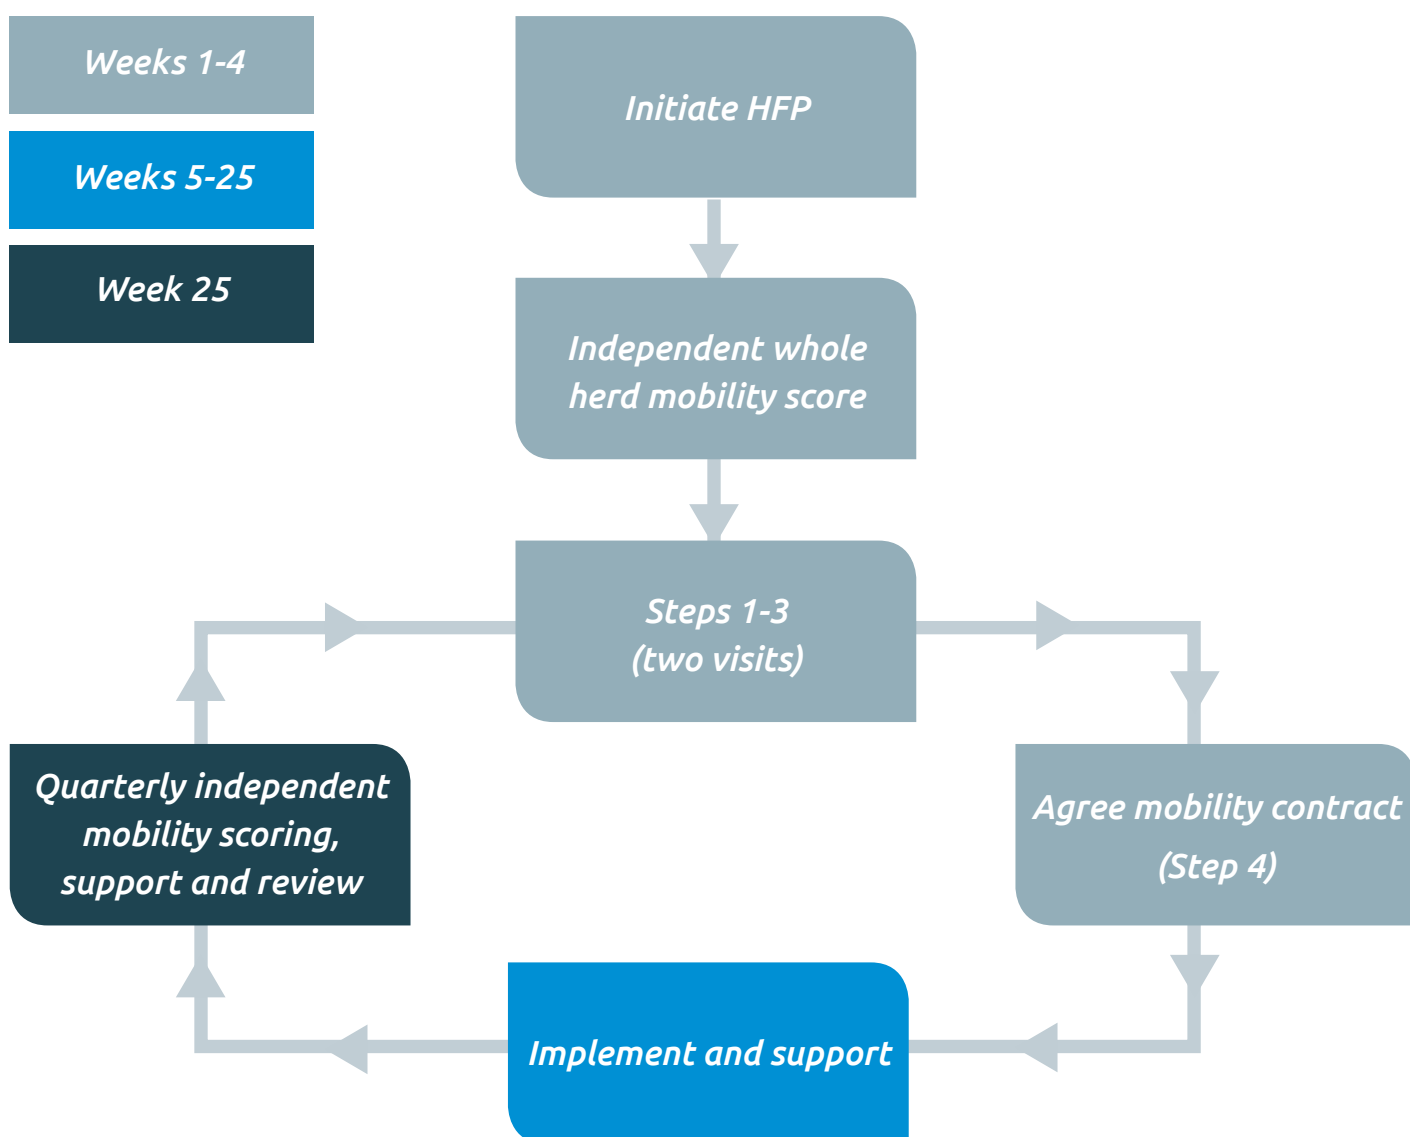 Weeks 1-4
Weeks 5-25
Week 25
Initiate HFP
Independent whole
herd mobility score
Steps 1-3
(two visits)
Agree mobility contract
(Step 4)
Implement and support
Quarterly independent
mobility scoring,
support and review